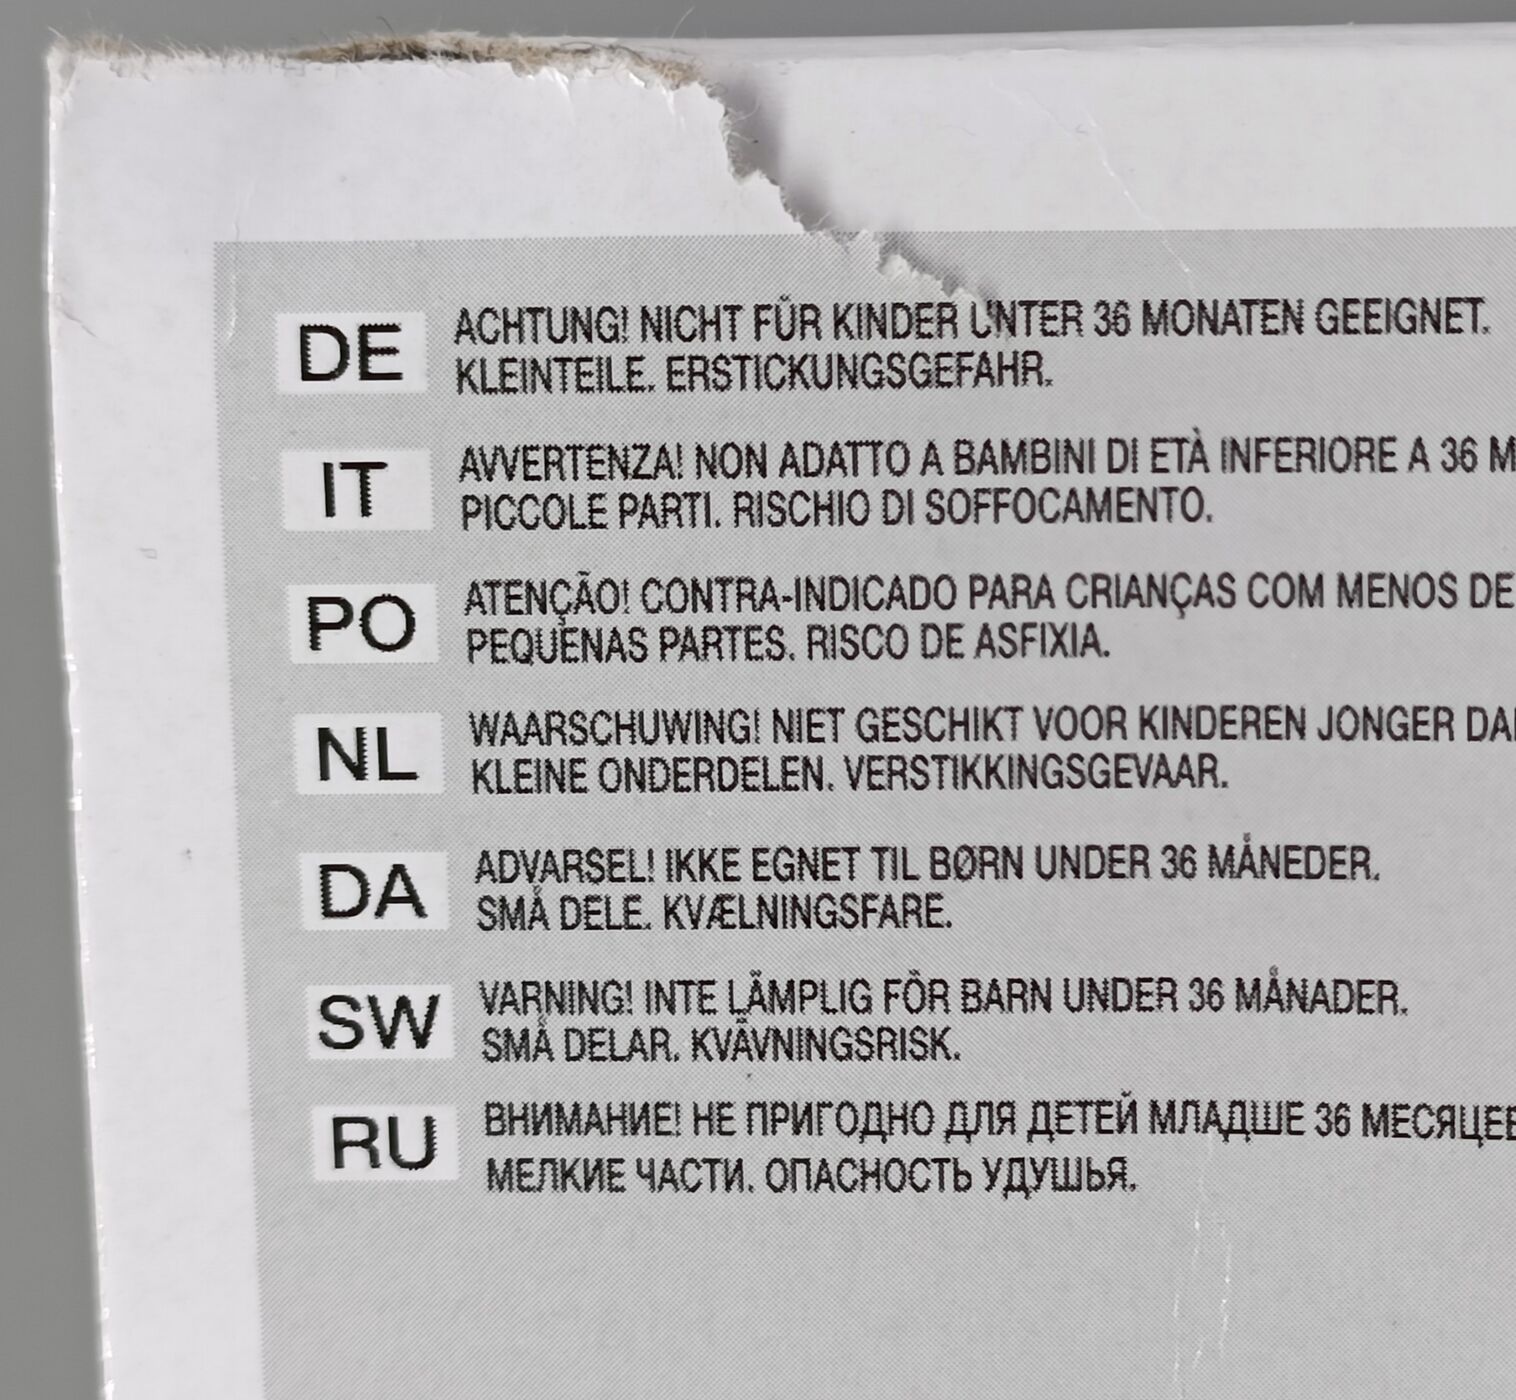 DE ACHTUNG! NICHT FÜR KINDER UNTER 36 MONATEN GEEIGNET.
KLEINTEILE. ERSTICKUNGSGEFAHR.
IT AVVERTENZA! NON ADATTO A BAMBINI DI ETÀ INFERIORE A 36
PICCOLE PARTI. RISCHIO DI SOFFOCAMENTO.
PO ATENÇÃO! CONTRA-INDICADO PARA CRIANÇAS COM MENOS DE
PEQUENAS PARTES. RISCO DE ASFIXIA.
NL WAARSCHUWING! NIET GESCHIKT VOOR KINDEREN JONGER
KLEINE ONDERDELEN. VERSTIKKINGSGEVAAR.
DA ADVARSEL! IKKE EGNET TIL BØRN UNDER 36 MÅNEDER.
SMÅ DELE. KVÆLNINGSFARE.
SW VARNING! INTE LÄMPLIG FÖR BARN UNDER 36 MÅNADER.
SMÅ DELAR. KVÄVNINGSRISK.
RU ВНИМАНИЕ! НЕ ПРИГОДНО ДЛЯ ДЕТЕЙ МЛАДШЕ 36 МЕСЯЦЕВ
МЕЛКИЕ ЧАСТИ. ОПАСНОСТЬ УДУШЬЯ.